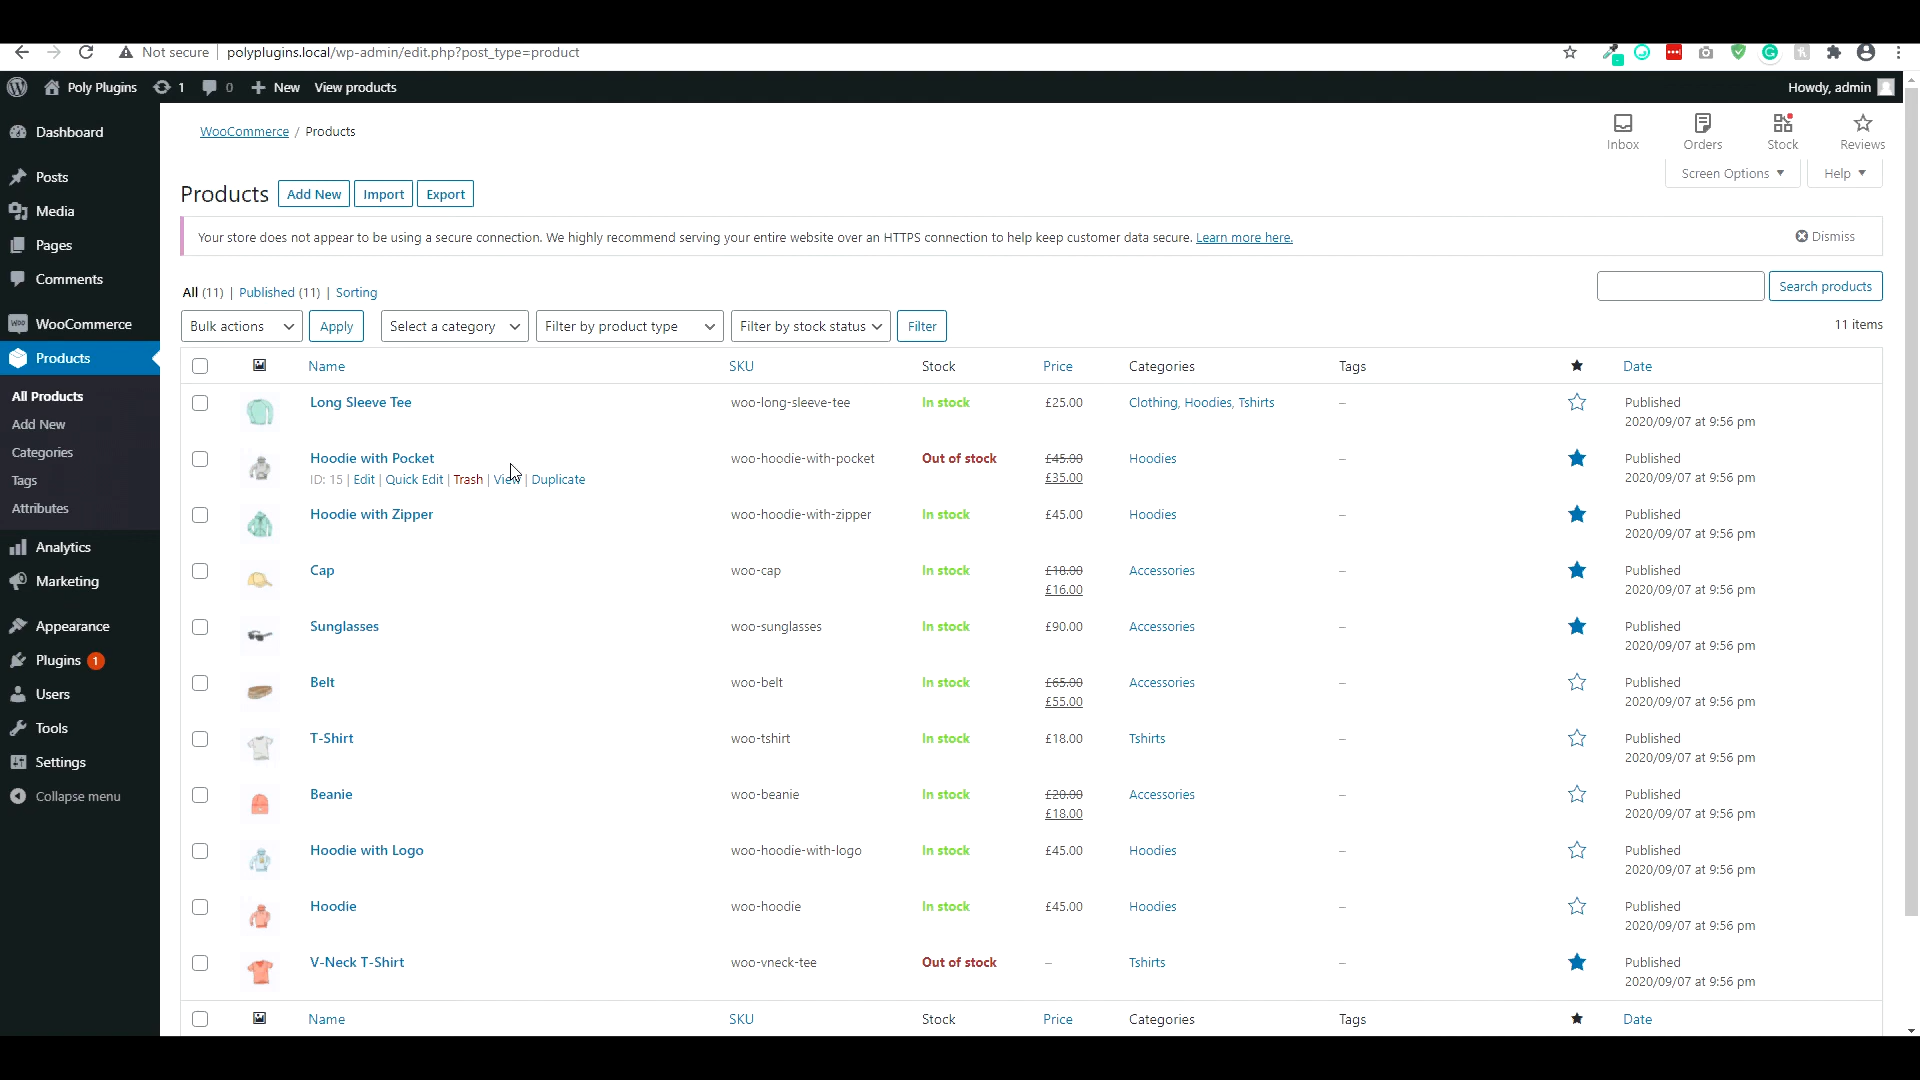 Not secure polyplugins.local/wp-admin/edit.php?post_type=product
Poly Plugins 1 0 New View products Howdy, admin
Dashboard
Posts
Media
Pages
Comments
WooCommerce
Products
All Products
Add New
Categories
Tags
Attributes
Analytics
Marketing
Appearance
Plugins 1
Users
Tools
Settings
Collapse menu
WooCommerce / Products
Inbox Orders Stock Reviews
Screen Options Help
Products Add New Import Export
Your store does not appear to be using a secure connection. We highly recommend serving your entire website over an HTTPS connection to help keep customer data secure. Learn more here. Dismiss
All (11) | Published (11) | Sorting
Search products
Bulk actions Apply Select a category Filter by product type Filter by stock status Filter 11 items
Name SKU Stock Price Categories Tags Date
Long Sleeve Tee woo-long-sleeve-tee In stock £25.00 Clothing, Hoodies, Tshirts – Published
2020/09/07 at 9:56 pm
Hoodie with Pocket woo-hoodie-with-pocket Out of stock £45.00 Hoodies – Published
ID: 15 | Edit | Quick Edit | Trash | View | Duplicate £35.00 2020/09/07 at 9:56 pm
Hoodie with Zipper woo-hoodie-with-zipper In stock £45.00 Hoodies – Published
2020/09/07 at 9:56 pm
Cap woo-cap In stock £18.00 Accessories – Published
£16.00 2020/09/07 at 9:56 pm
Sunglasses woo-sunglasses In stock £90.00 Accessories – Published
2020/09/07 at 9:56 pm
Belt woo-belt In stock £65.00 Accessories – Published
£55.00 2020/09/07 at 9:56 pm
T-Shirt woo-tshirt In stock £18.00 Tshirts – Published
2020/09/07 at 9:56 pm
Beanie woo-beanie In stock £20.00 Accessories – Published
£18.00 2020/09/07 at 9:56 pm
Hoodie with Logo woo-hoodie-with-logo In stock £45.00 Hoodies – Published
2020/09/07 at 9:56 pm
Hoodie woo-hoodie In stock £45.00 Hoodies – Published
2020/09/07 at 9:56 pm
V-Neck T-Shirt woo-vneck-tee Out of stock – Tshirts – Published
2020/09/07 at 9:56 pm
Name SKU Stock Price Categories Tags Date